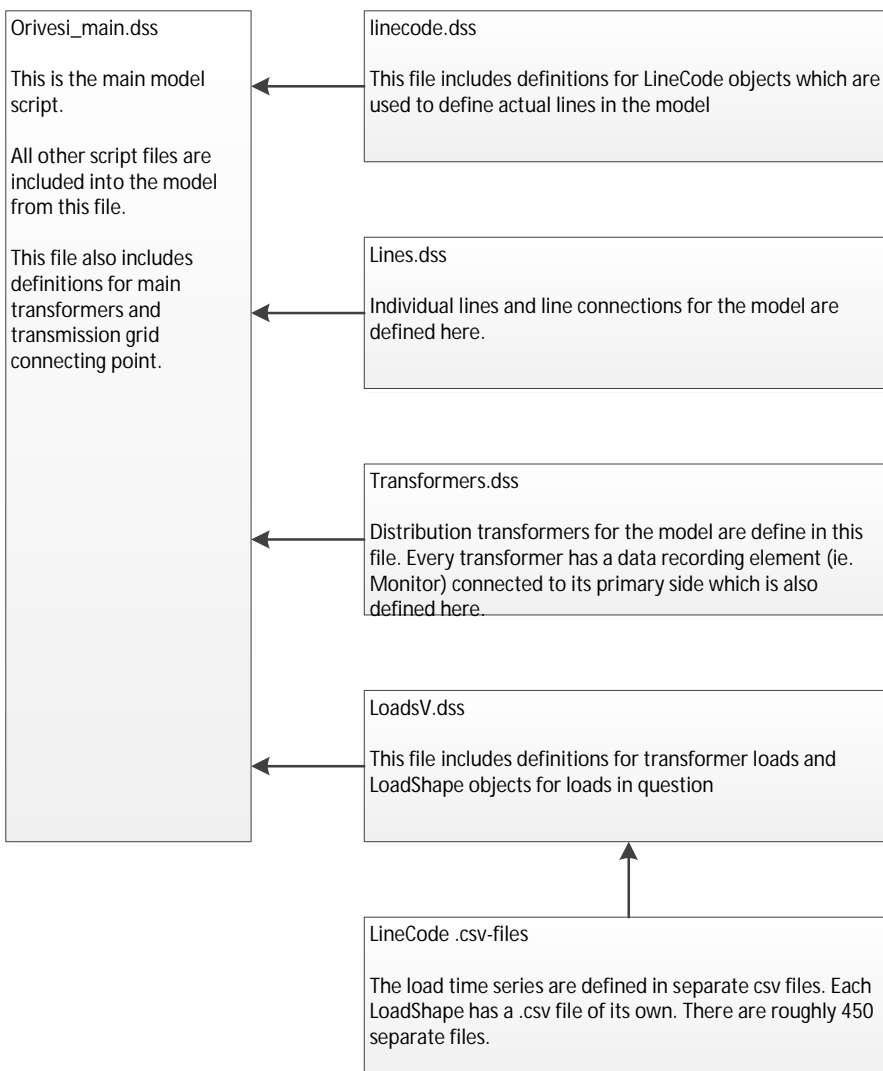 Orivesi_main.dss
This is the main model
script.
All other script files are
included into the model
from this file.
This file also includes
definitions for main
transformers and
transmission grid
connecting point.
linecode.dss
This file includes definitions for LineCode objects which are
used to define actual lines in the model
Lines.dss
Individual lines and line connections for the model are
defined here.
Transformers.dss
Distribution transformers for the model are define in this
file. Every transformer has a data recording element (ie.
Monitor) connected to its primary side which is also
defined here.
LoadsV.dss
This file includes definitions for transformer loads and
LoadShape objects for loads in question
LineCode .csv-files
The load time series are defined in separate csv files. Each
LoadShape has a .csv file of its own. There are roughly 450
separate files.